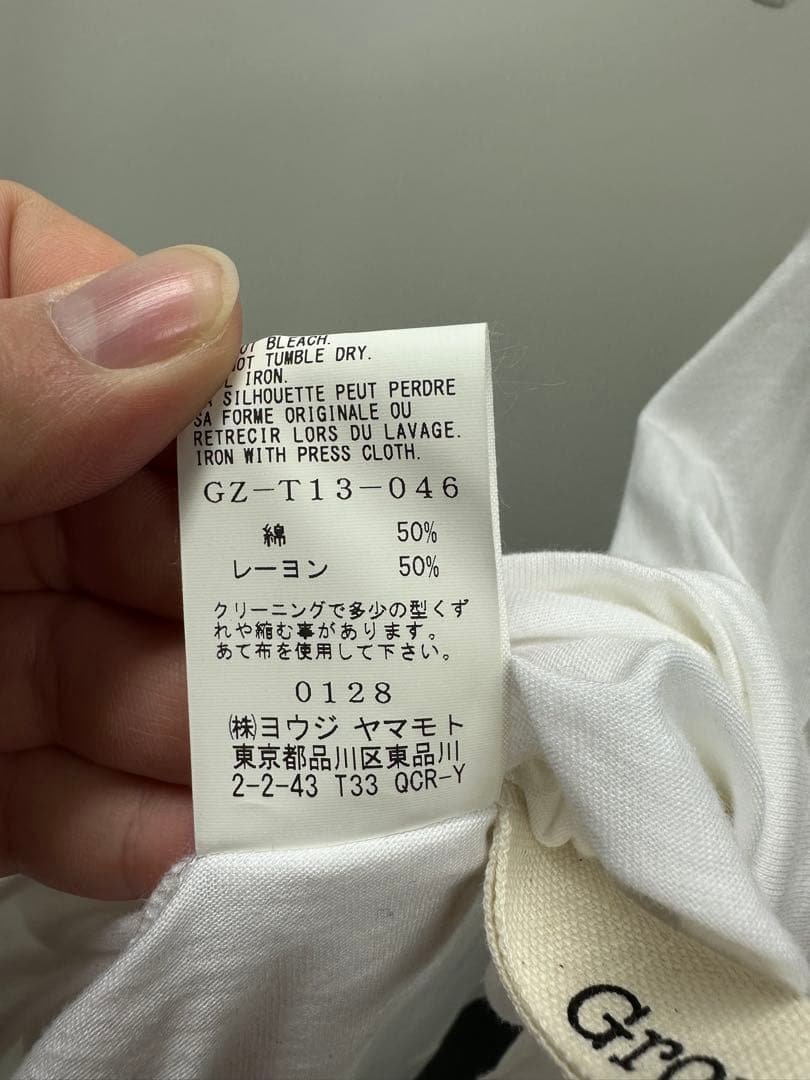 BLEACH.
NOT TUMBLE DRY.
IRON.
SILHOUETTE PEUT PERDRE
SA FORME ORIGINALE OU
RETRECIR LORS DU LAVAGE.
IRON WITH PRESS CLOTH.
GZ-T13-046
綿 50%
レーヨン 50%
クリーニングで多少の型くず
れや縮む事があります。
あて布を使用して下さい。
0128
㈱ヨウジ ヤマモト
東京都品川区東品川
2-2-43 T33 QCR-Y